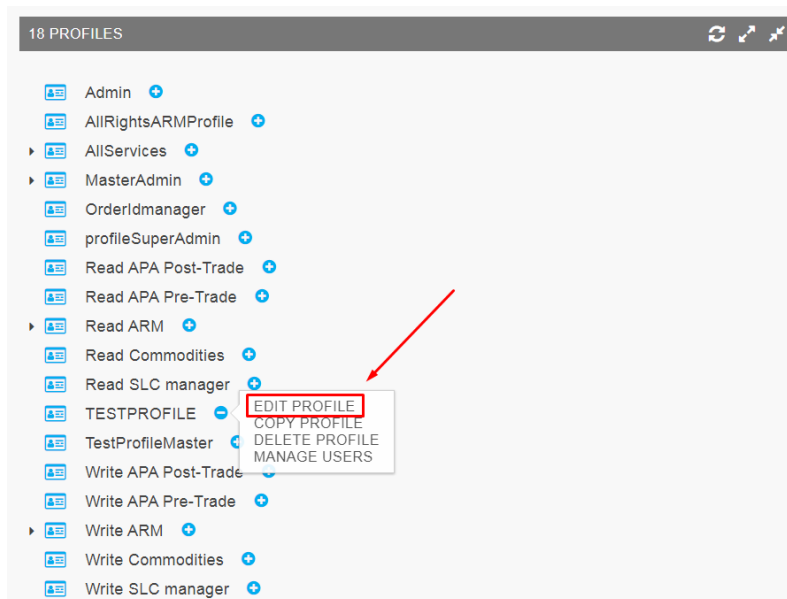 18 PROFILES
Admin
AllRightsARMProfile
AllServices
MasterAdmin
OrderIdmanager
profileSuperAdmin
Read APA Post-Trade
Read APA Pre-Trade
Read ARM
Read Commodities
Read SLC manager
TESTPROFILE
EDIT PROFILE
COPY PROFILE
DELETE PROFILE
MANAGE USERS
TestProfileMaster
Write APA Post-Trade
Write APA Pre-Trade
Write ARM
Write Commodities
Write SLC manager